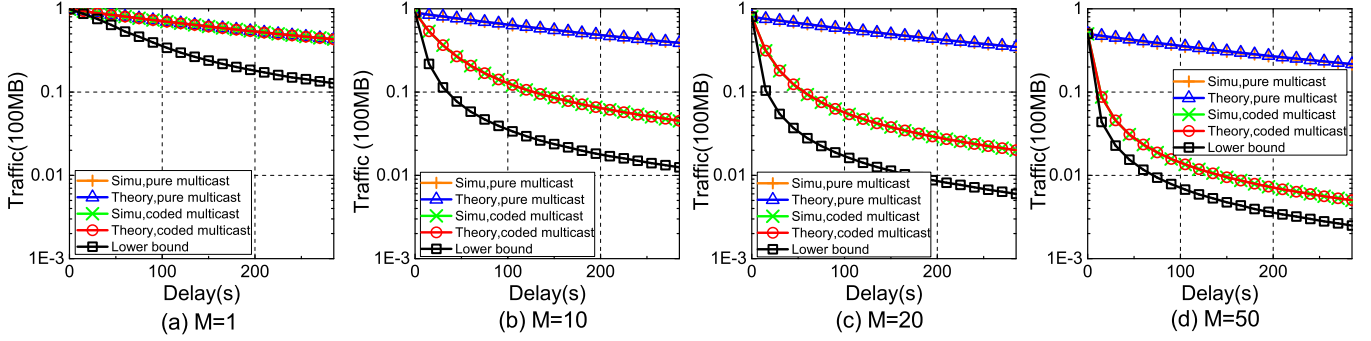 Traffic(100MB)
1
0.1
0.01
1E-3
Simu,pure multicast
Theory,pure multicast
Simu,coded multicast
Theory,coded multicast
Lower bound
0
100
200
Delay(s)
(a) M=1
Traffic (100MB)
1
0.1
0.01
1E-3
Simu,pure multicast
Theory,pure multicast
Simu,coded multicast
Theory,coded multicast
Lower bound
0
100
200
Delay(s)
(b) M=10
Traffic(100MB)
1
0.1
0.01
1E-3
Simu,pure multicast
Theory,pure multicast
Simu,coded multicast
Theory,coded multicast
Lower bound
0
100
200
Delay(s)
(c) M=20
Traffic(100MB)
1
0.1
0.01
1E-3
Simu,pure multicast
Theory,pure multicast
Simu,coded multicast
Theory,coded multicast
Lower bound
0
100
200
Delay(s)
(d) M=50